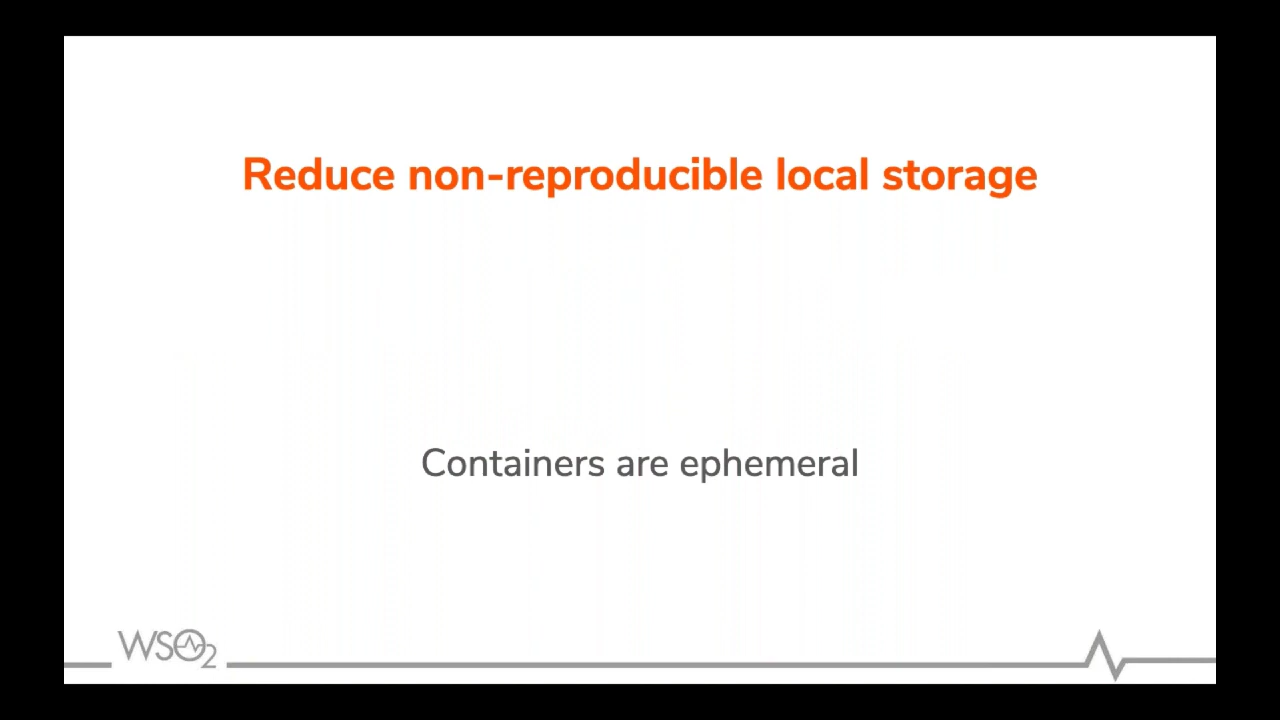 Reduce non-reproducible local storage
Containers are ephemeral
WSO2